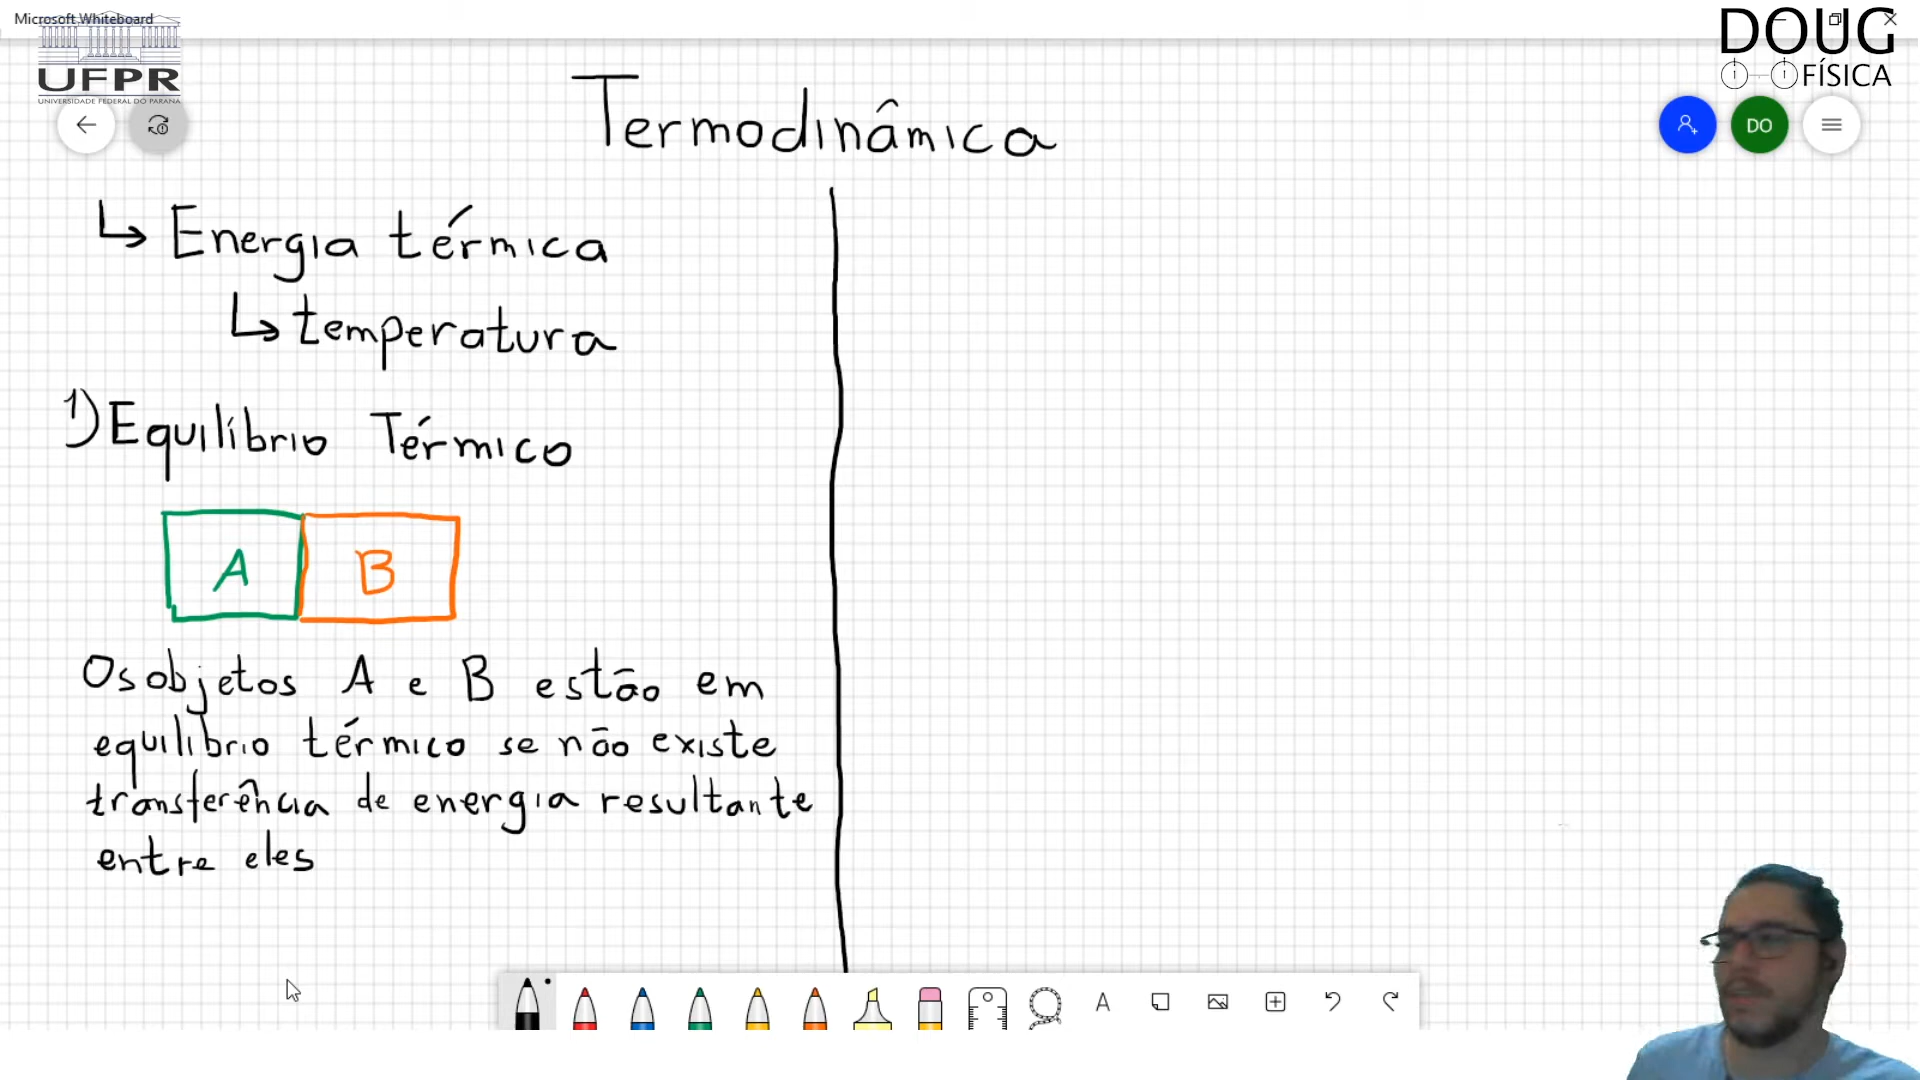 Microsoft Whiteboard
UFPR
UNIVERSIDADE FEDERAL DO PARANÁ
DOUG
FÍSICA
DO
Termodinâmica
↳ Energia térmica
↳ temperatura
1) Equilíbrio Térmico
A B
Os objetos A e B estão em
equilíbrio térmico se não existe
transferência de energia resultante
entre eles
A